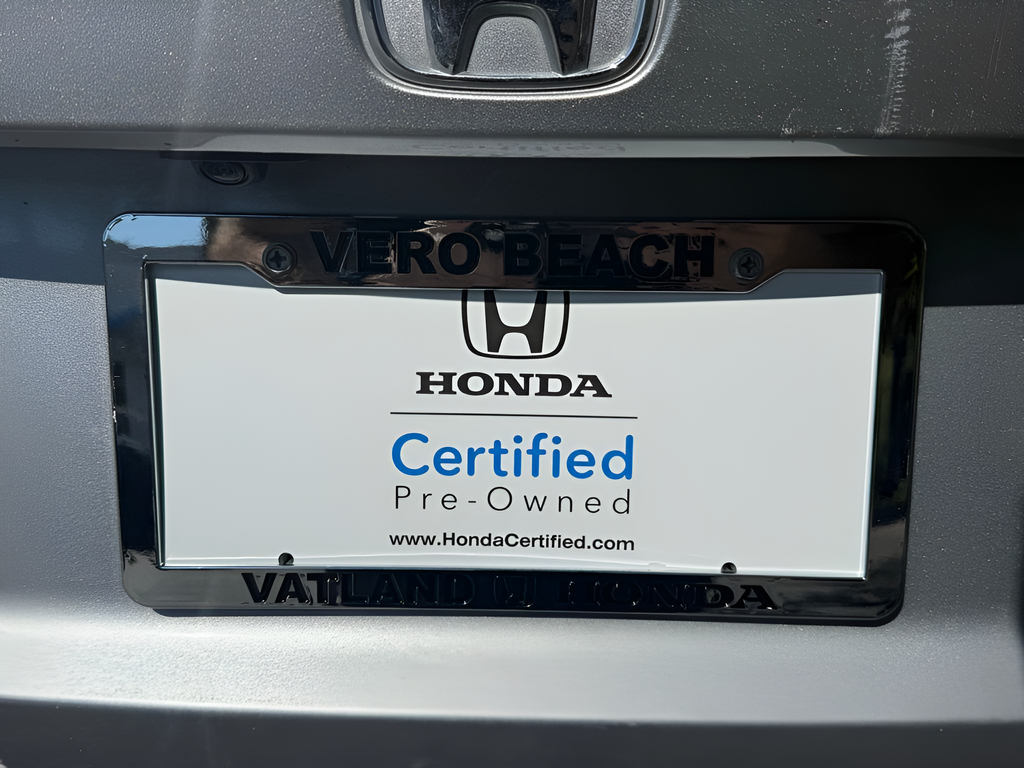 VERO BEACH
HONDA
Certified
Pre-Owned
www.HondaCertified.com
VATLAND HONDA